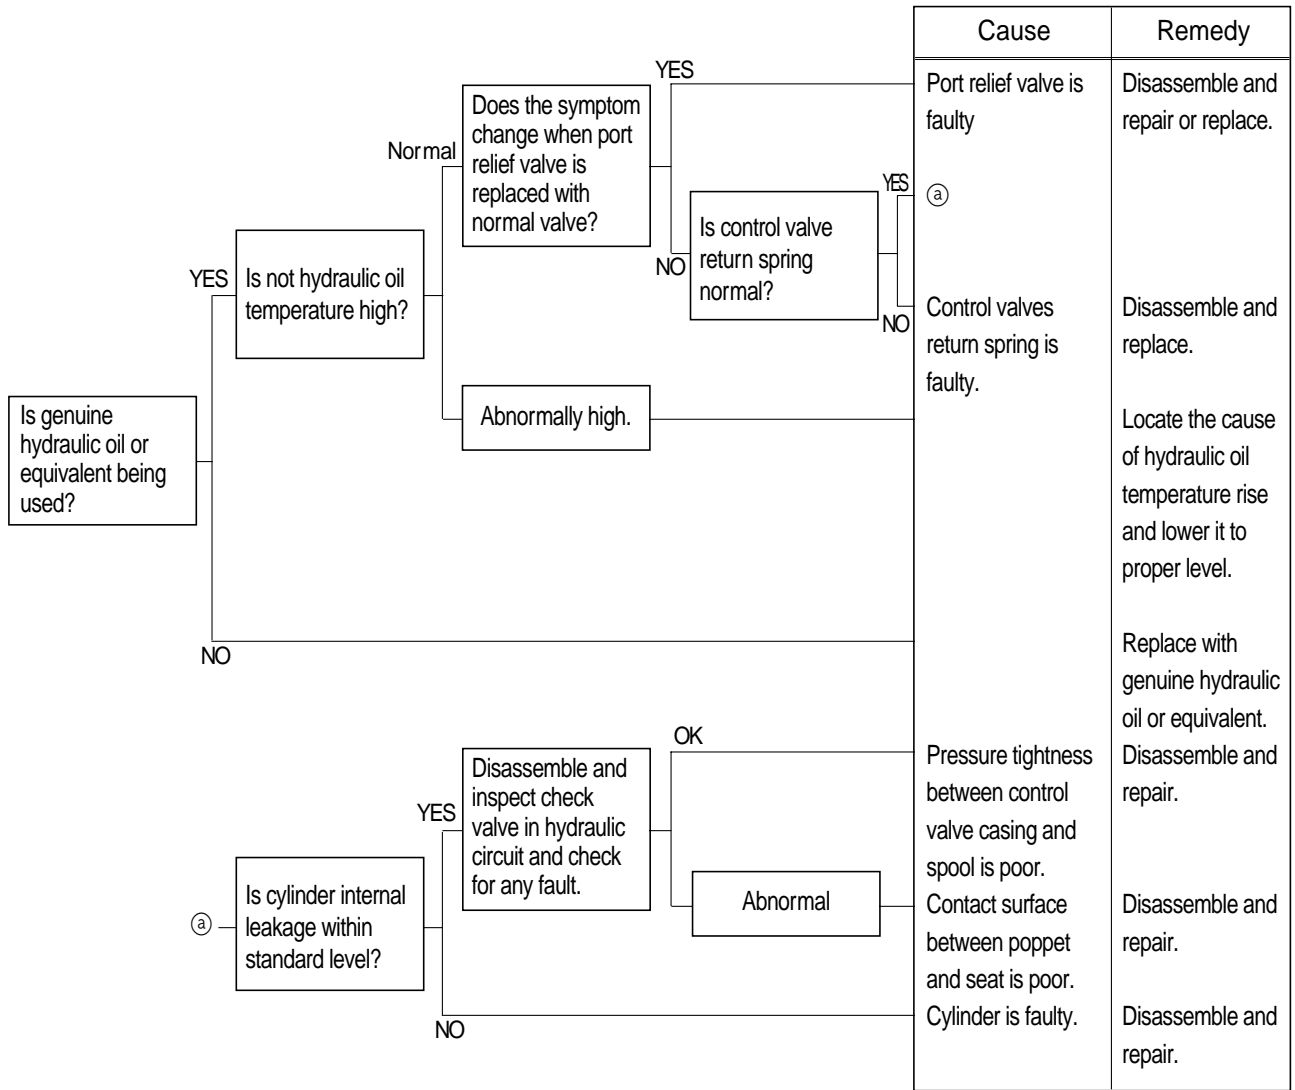 Cause
Remedy
YES
Port relief valve is
faulty
Disassemble and
repair or replace.
Does the symptom
change when port
relief valve is
replaced with
normal valve?
Normal
YES
ⓐ
Is control valve
return spring
normal?
NO
NO
Control valves
return spring is
faulty.
Disassemble and
replace.
YES
Is not hydraulic oil
temperature high?
Abnormally high.
Locate the cause
of hydraulic oil
temperature rise
and lower it to
proper level.
Is genuine
hydraulic oil or
equivalent being
used?
NO
Replace with
genuine hydraulic
oil or equivalent.
OK
Pressure tightness
between control
valve casing and
spool is poor.
Disassemble and
repair.
YES
Disassemble and
inspect check
valve in hydraulic
circuit and check
for any fault.
ⓐ
Is cylinder internal
leakage within
standard level?
Abnormal
Contact surface
between poppet
and seat is poor.
Disassemble and
repair.
NO
Cylinder is faulty.
Disassemble and
repair.